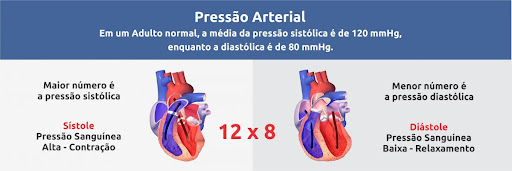 Pressão Arterial
Em um Adulto normal, a média da pressão sistólica é de 120 mmHg,
enquanto a diastólica é de 80 mmHg.
Maior número é
a pressão sistólica
Sístole
Pressão Sanguínea
Alta - Contração
12 x 8
Menor número é
a pressão diastólica
Diástole
Pressão Sanguínea
Baixa - Relaxamento